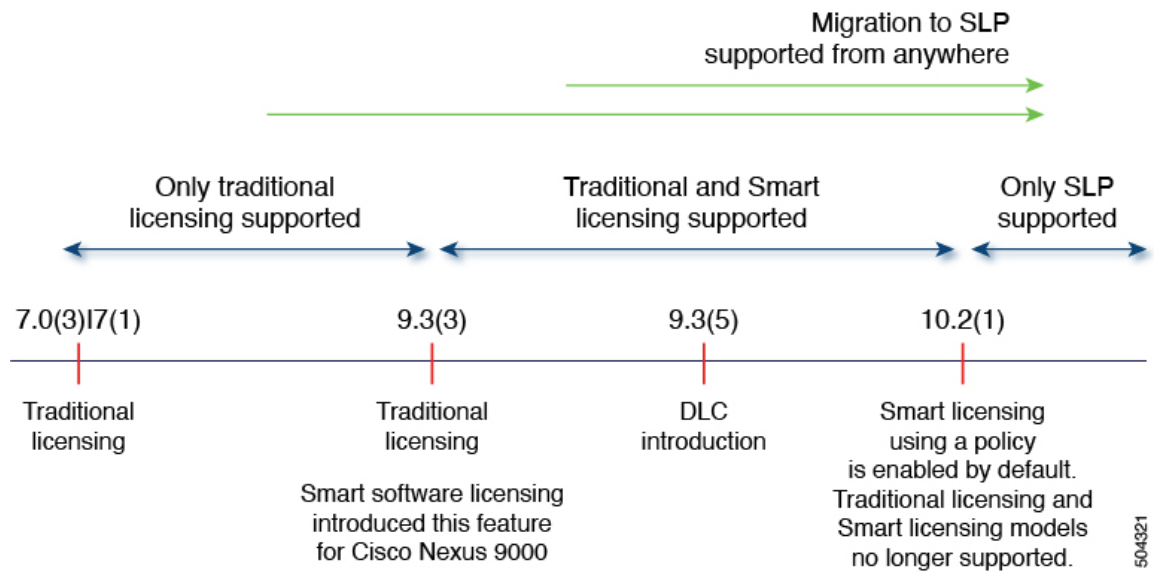 Migration to SLP
supported from anywhere
Only traditional
licensing supported
Traditional and Smart
licensing supported
Only SLP
supported
7.0(3)I7(1)
9.3(3)
9.3(5)
10.2(1)
Traditional
licensing
Traditional
licensing
Smart software licensing
introduced this feature
for Cisco Nexus 9000
DLC
introduction
Smart licensing
using a policy
is enabled by default.
Traditional licensing and
Smart licensing models
no longer supported.
504321